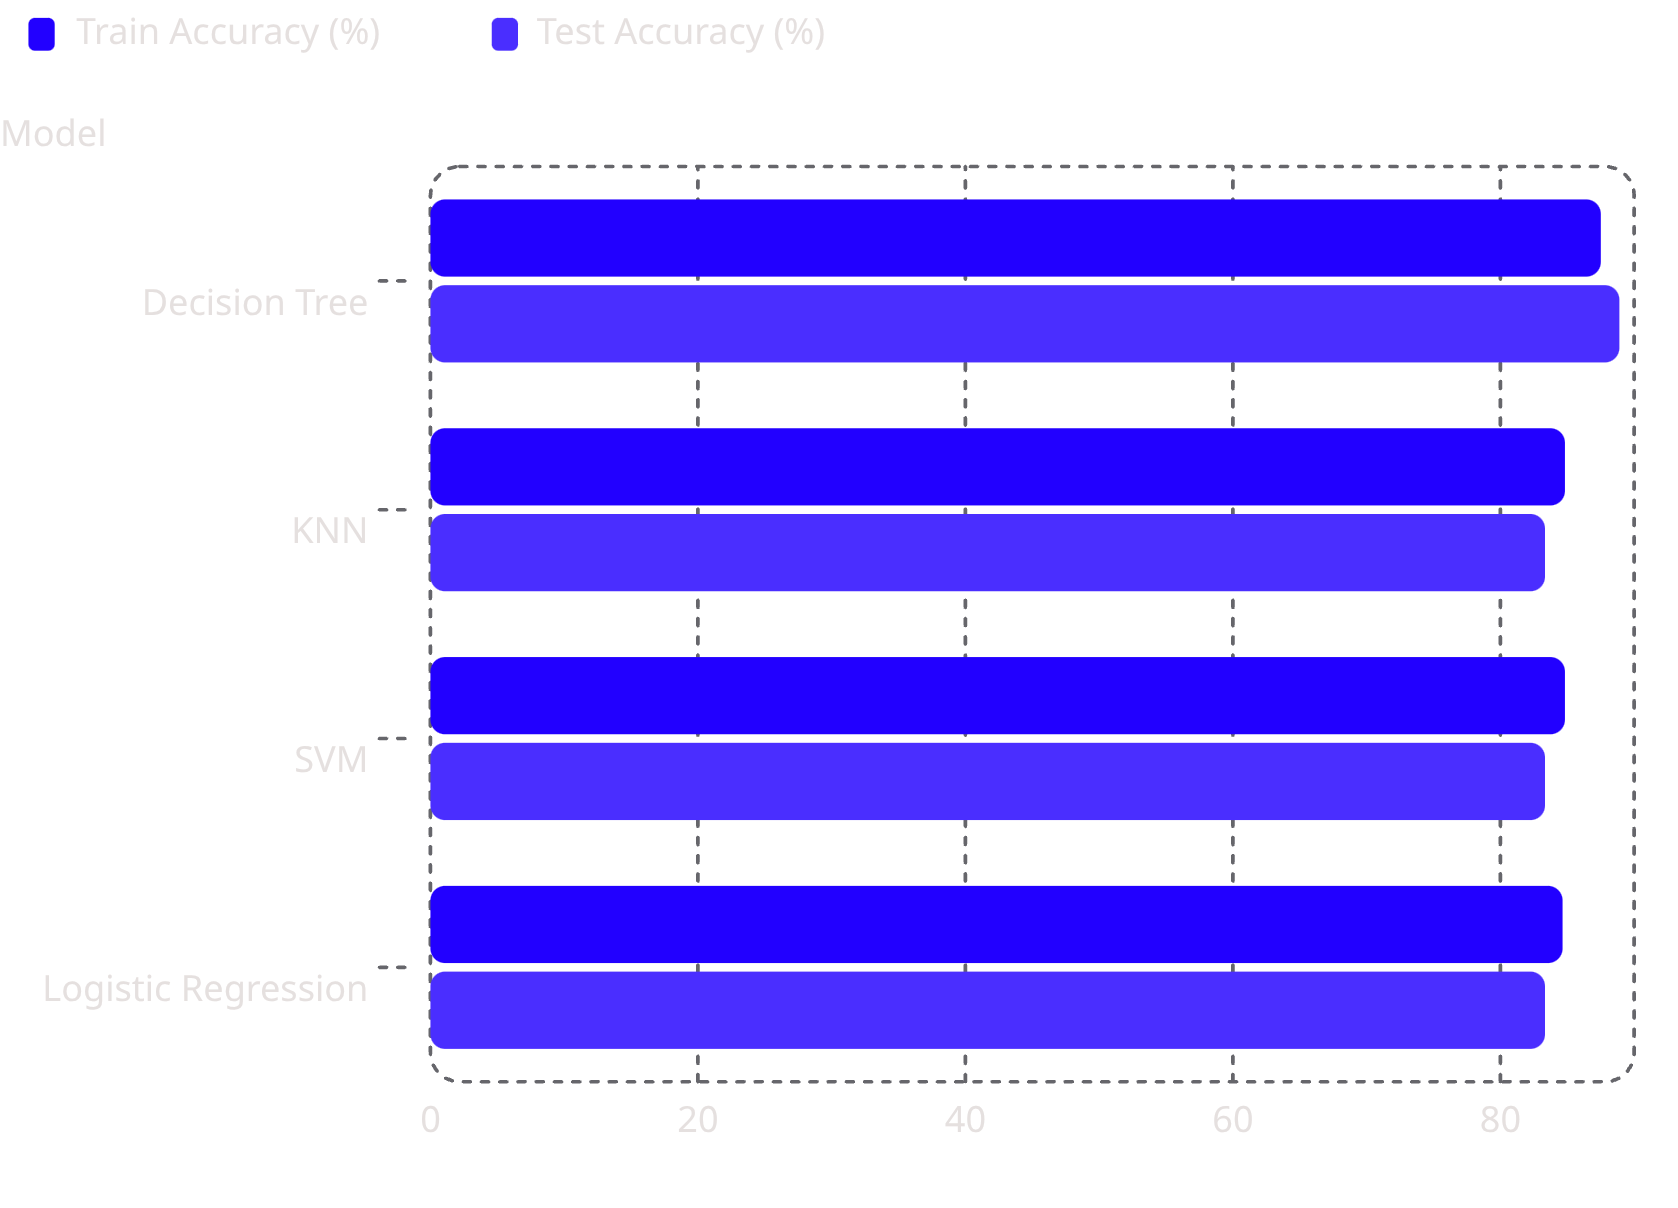 Train Accuracy (%) Test Accuracy (%)
Model
Decision Tree
KNN
SVM
Logistic Regression
0 20 40 60 80